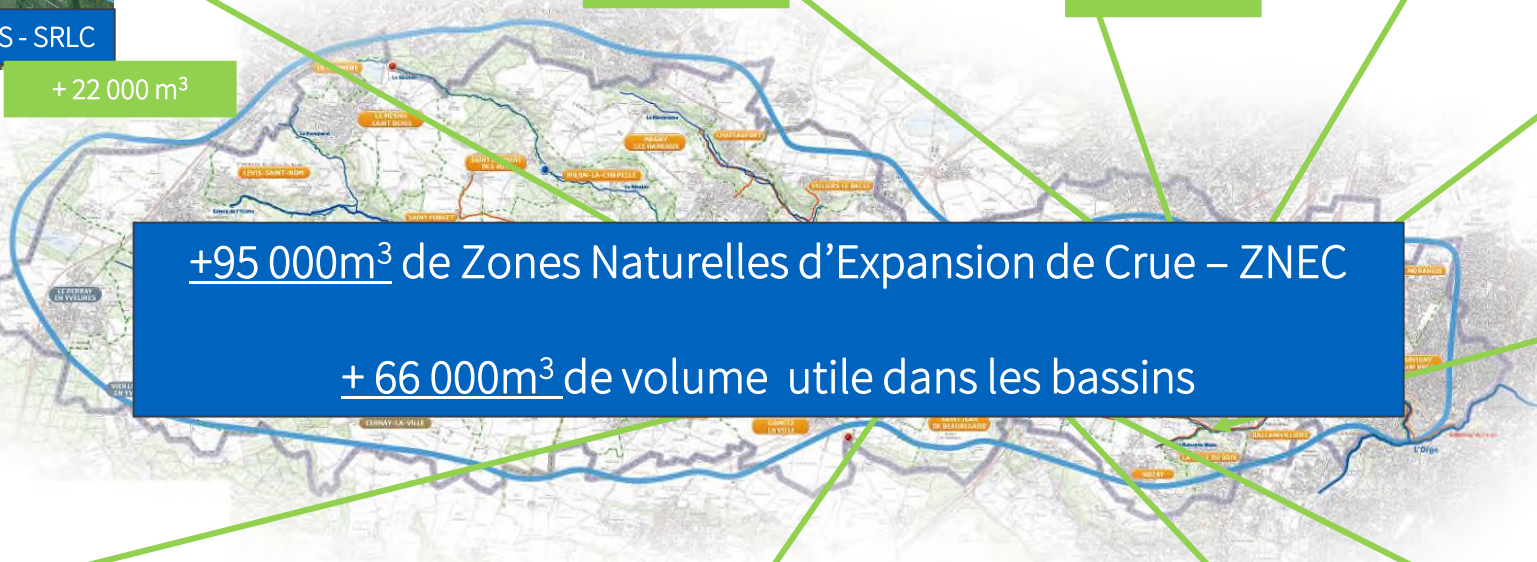 S - SRLC
+ 22 000 m³
LE MESNIL
SAINT DENIS
MAGNY
LES HAMEAUX
CHATEAUFORT
LEVIS-SAINT-NOM
MILON-LA-CHAPELLE
VILLIERS LE BACLE
SAINT FORGET
+95 000m³ de Zones Naturelles d’Expansion de Crue – ZNEC
+ 66 000m³ de volume utile dans les bassins
LE PERRAY
EN YVELINES
MORANGIS
CERNAY-LA-VILLE
GOMETZ
LA VILLE
DE BEAUREGARD
BALLAINVILLIERS
NOZAY
L'Orge